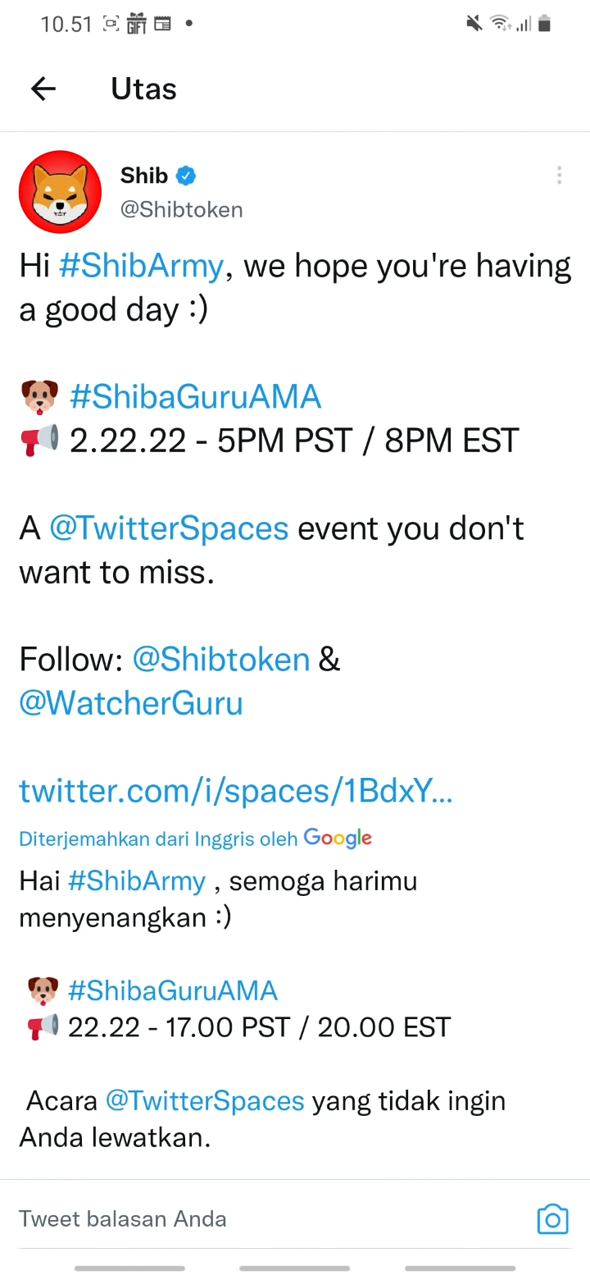 10.51
GIFT
Utas
Shib
@Shibtoken
Hi #ShibArmy, we hope you're having
a good day :)
#ShibaGuruAMA
2.22.22 - 5PM PST / 8PM EST
A @TwitterSpaces event you don't
want to miss.
Follow: @Shibtoken &
@WatcherGuru
twitter.com/i/spaces/1BdxY...
Diterjemahkan dari Inggris oleh Google
Hai #ShibArmy , semoga harimu
menyenangkan :)
#ShibaGuruAMA
22.22 - 17.00 PST / 20.00 EST
Acara @TwitterSpaces yang tidak ingin
Anda lewatkan.
Tweet balasan Anda